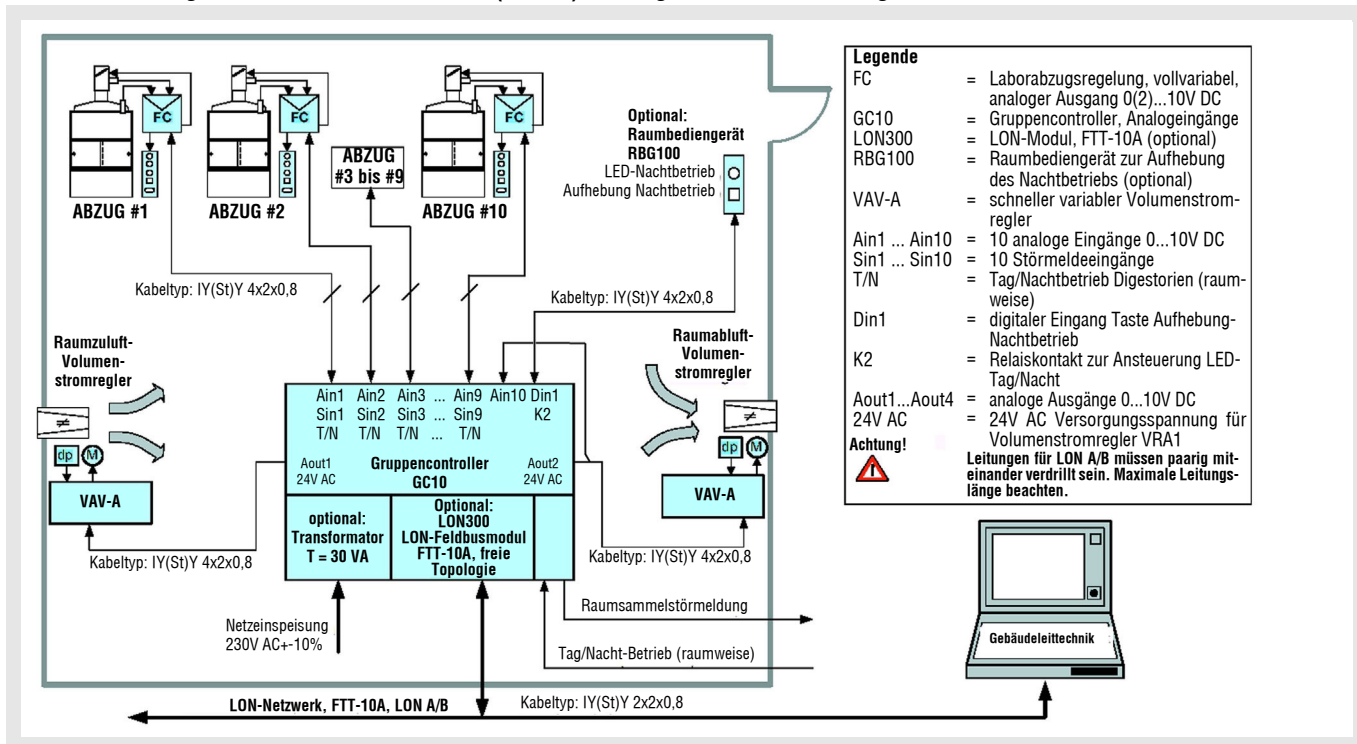 FC
FC
FC
ABZUG #1
ABZUG #2
ABZUG
#3 bis #9
ABZUG #10
Optional:
Raumbediengerät
RBG100
LED-Nachtbetrieb
Aufhebung Nachtbetrieb
Kabeltyp: IY(St)Y 4x2x0,8
Kabeltyp: IY(St)Y 4x2x0,8
Raumzuluft-
Volumen-
stromregler
Raumabluft-
Volumen-
stromregler
Ain1 Ain2 Ain3 ... Ain9 Ain10 Din1
Sin1 Sin2 Sin3 ... Sin9 K2
T/N T/N T/N ... T/N
≠
dp M
VAV-A
Aout1
24V AC
Gruppencontroller
GC10
Aout2
24V AC
≠
dp M
VAV-A
optional:
Transformator
T = 30 VA
Optional:
LON300
LON-Feldbusmodul
FTT-10A, freie
Topologie
Kabeltyp: IY(St)Y 4x2x0,8
Kabeltyp: IY(St)Y 4x2x0,8
Netzeinspeisung
230V AC+-10%
Raumsammelstörmeldung
Tag/Nacht-Betrieb (raumweise)
LON-Netzwerk, FTT-10A, LON A/B
Kabeltyp: IY(St)Y 2x2x0,8
Legende
FC = Laborabzugsregelung, vollvariabel,
analoger Ausgang 0(2)...10V DC
GC10 = Gruppencontroller, Analogeingänge
LON300 = LON-Modul, FTT-10A (optional)
RBG100 = Raumbediengerät zur Aufhebung
des Nachtbetriebs (optional)
VAV-A = schneller variabler Volumenstrom-
regler
Ain1 ... Ain10 = 10 analoge Eingänge 0...10V DC
Sin1 ... Sin10 = 10 Störmeldeeingänge
T/N = Tag/Nachtbetrieb Digestorien (raum-
weise)
Din1 = digitaler Eingang Taste Aufhebung-
Nachtbetrieb
K2 = Relaiskontakt zur Ansteuerung LED-
Tag/Nacht
Aout1...Aout4 = analoge Ausgänge 0...10V DC
24V AC = 24V AC Versorgungsspannung für
Volumenstromregler VRA1
Achtung!
Leitungen für LON A/B müssen paarig mit-
einander verdrillt sein. Maximale Leitungs-
länge beachten.
Gebäudeleittechnik